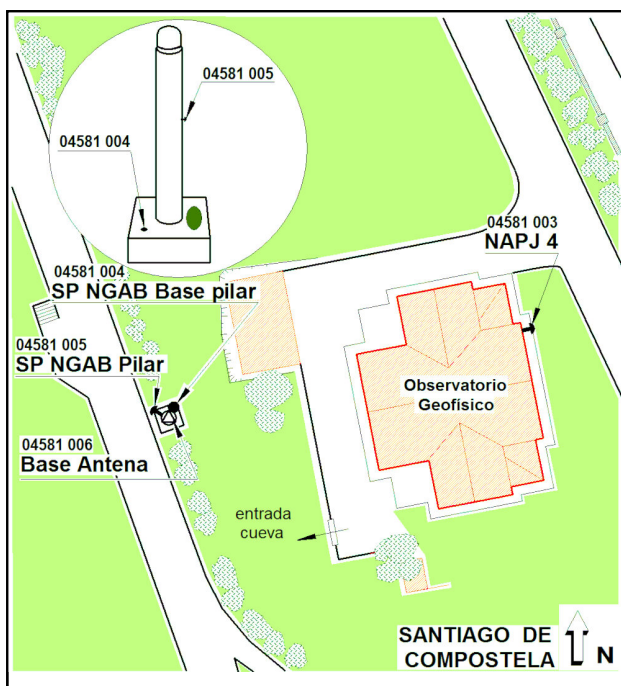 04581 005
04581 004
04581 003
NAPJ 4
04581 004
SP NGAB Base pilar
04581 005
SP NGAB Pilar
Observatorio
Geofísico
04581 006
Base Antena
entrada
cueva
SANTIAGO DE
COMPOSTELA
N